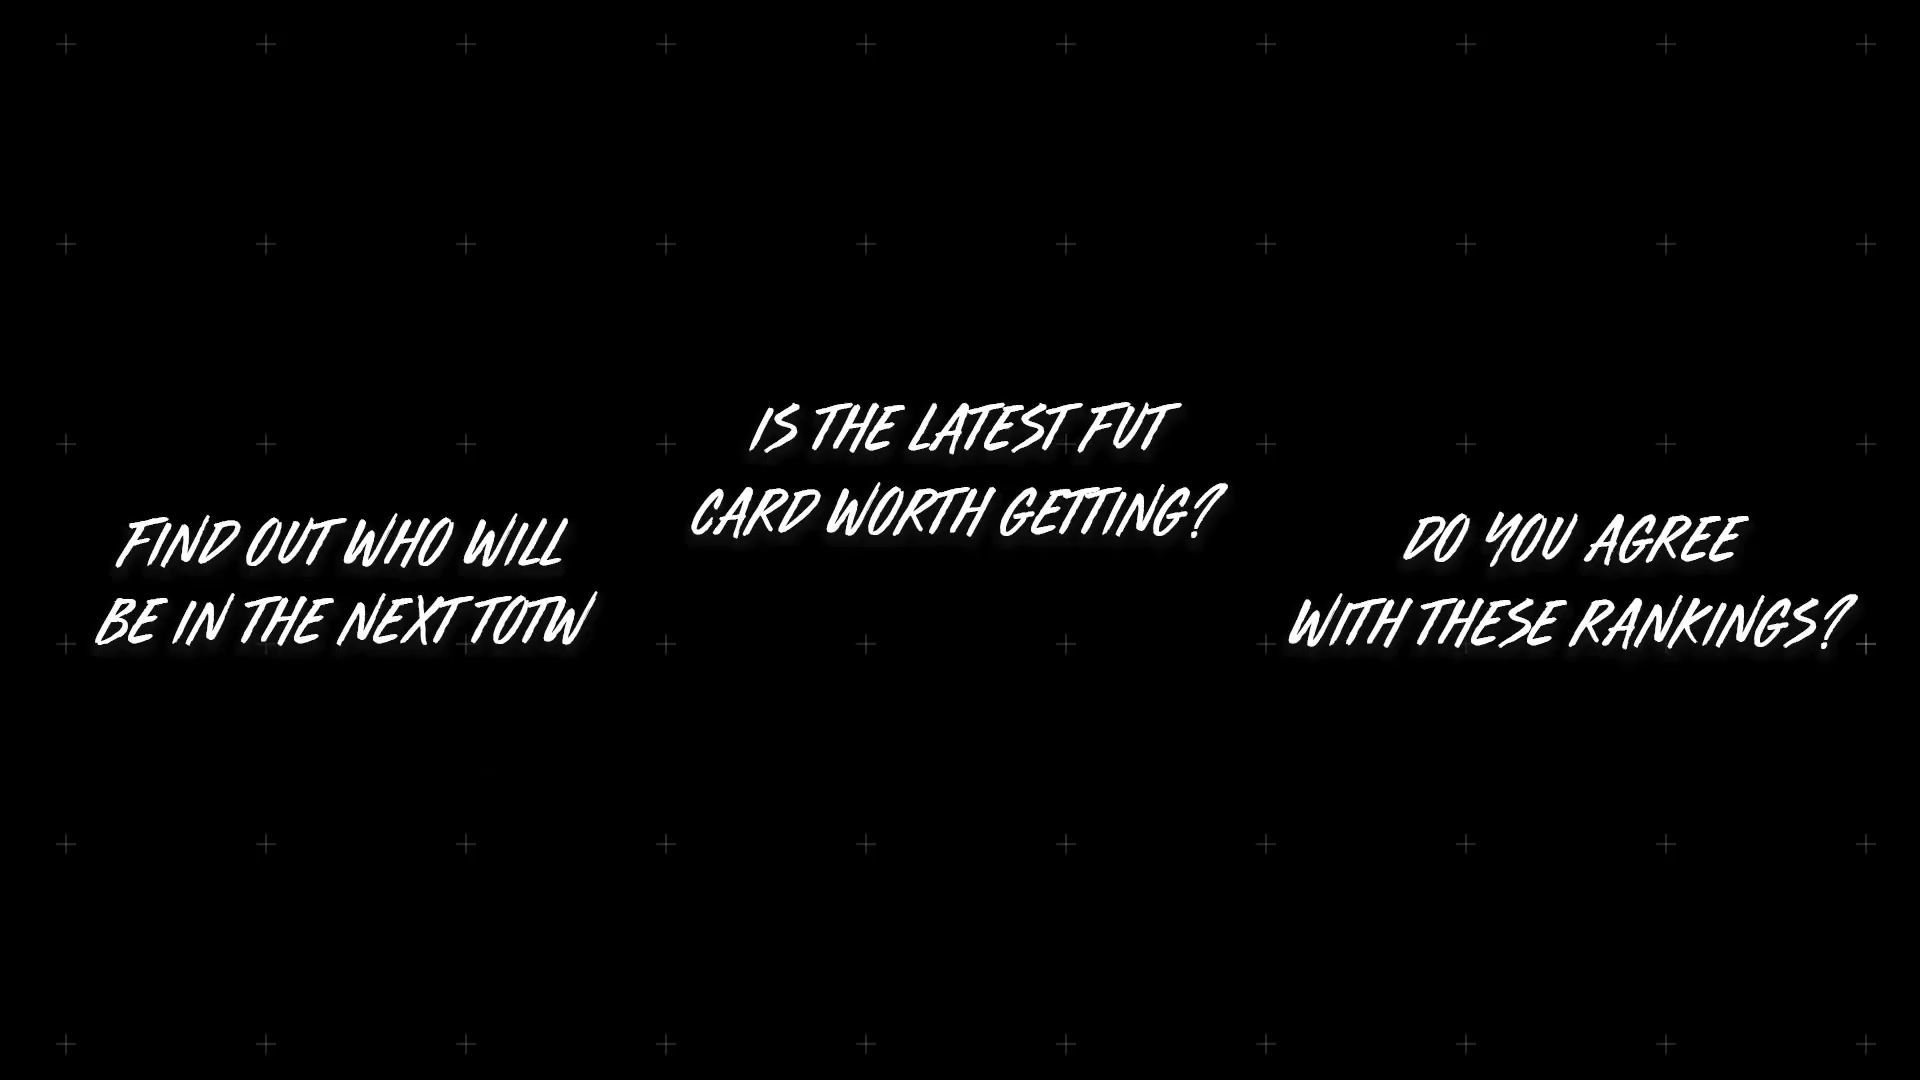 FIND OUT WHO WILL
BE IN THE NEXT TOTW
IS THE LATEST FUT
CARD WORTH GETTING?
DO YOU AGREE
WITH THESE RANKINGS?